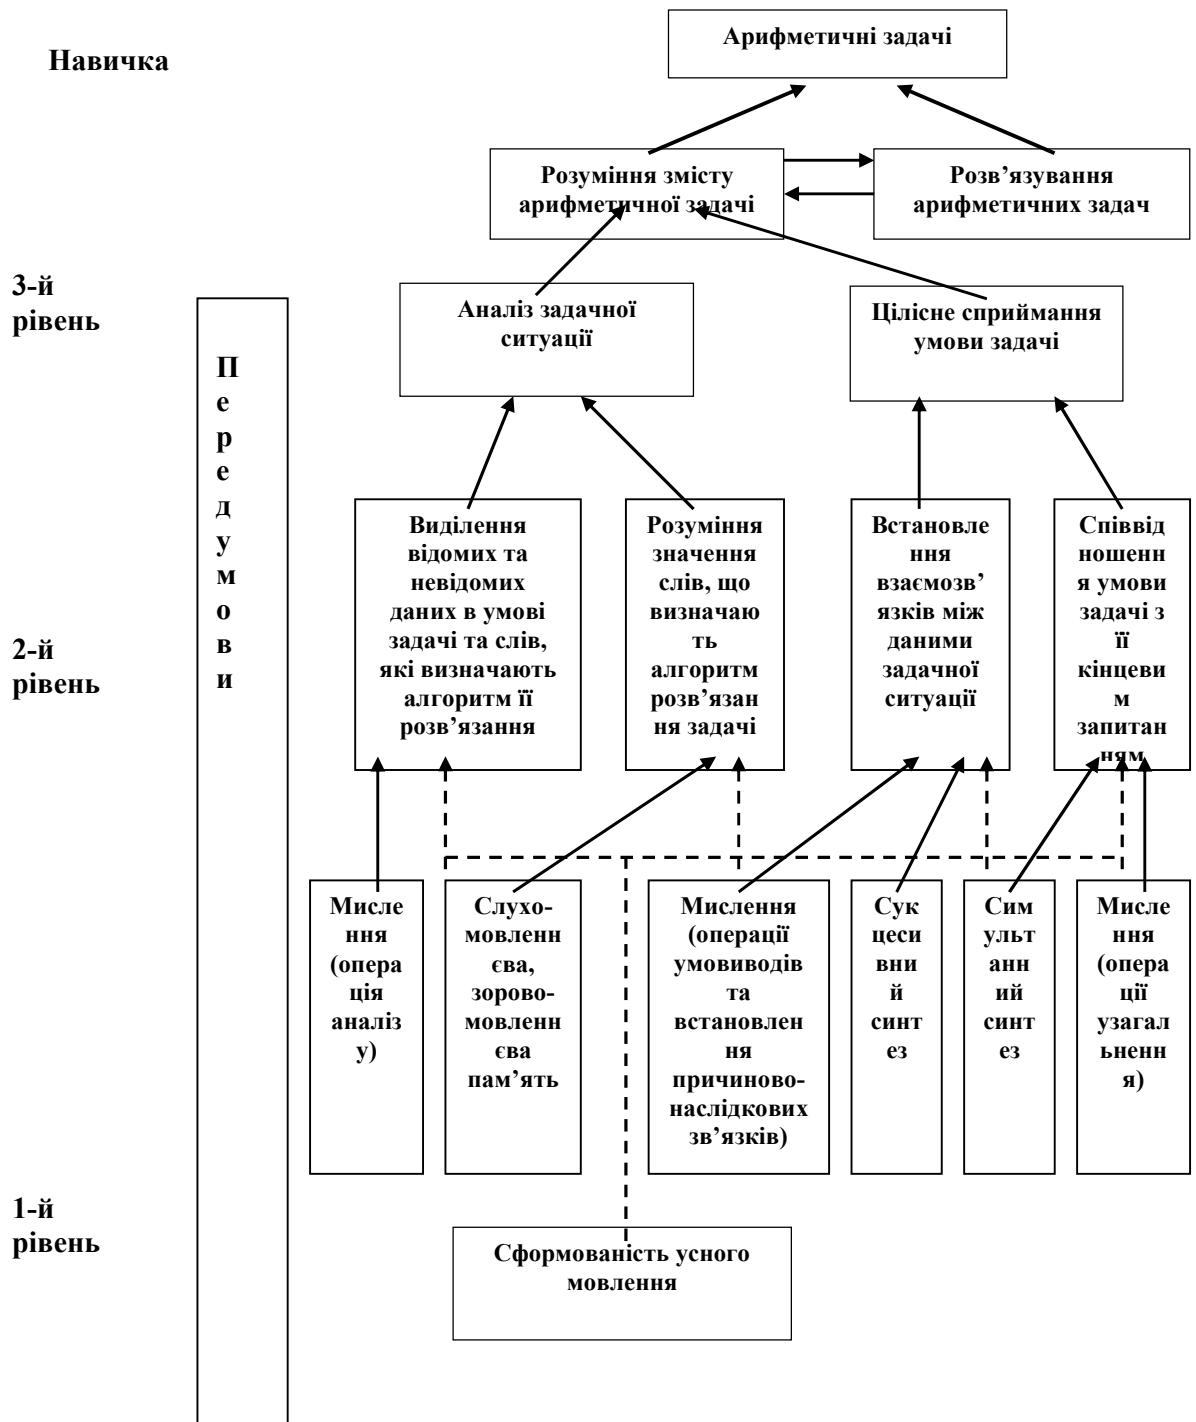 Арифметичні задачі
Навичка
Розуміння змісту
арифметичної задачі
Розв’язування
арифметичних задач
3-й
рівень
Аналіз задачної
ситуації
Цілісне сприймання
умови задачі
П
е
р
е
д
у
м
о
в
и
2-й
рівень
Виділення
відомих та
невідомих
даних в умові
задачі та слів,
які визначають
алгоритм її
розв’язання
Розуміння
значення
слів, що
визначаю
ть
алгоритм
розв’язан
ня задачі
Встановле
ння
взаємозв’
язків між
даними
задачної
ситуації
Співвід
ношенн
я умови
задачі з
її
кінцеви
м
запитан
ням
Мисле
ння
(опера
ція
аналіз
у)
Слухо-
мовленн
єва,
зорово-
мовленн
єва
пам’ять
Мислення
(операції
умовиводів
та
встановлен
ня
причиново-
наслідкових
зв’язків)
Сук
цеси
вни
й
синт
ез
Сим
ульт
анн
ий
синт
ез
Мисле
ння
(опера
ції
узагал
ьненн
я)
1-й
рівень
Сформованість усного
мовлення